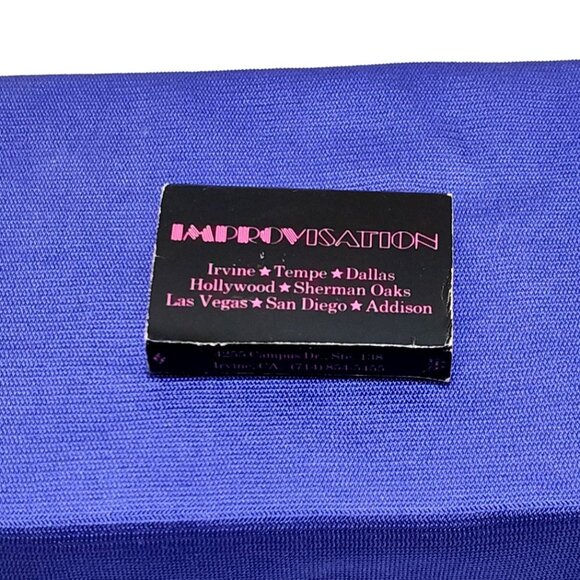 IMPROVISATION
Irvine ★ Tempe ★ Dallas
Hollywood ★ Sherman Oaks
Las Vegas ★ San Diego ★ Addison
4255 Campus Dr., Ste. 138
Irvine, CA (714) 854-5455